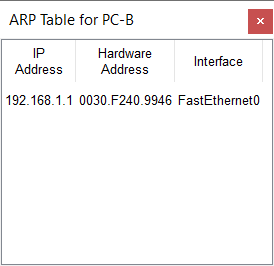 ARP Table for PC-B
IP Address
Hardware Address
Interface
192.168.1.1 0030.F240.9946 FastEthernet0